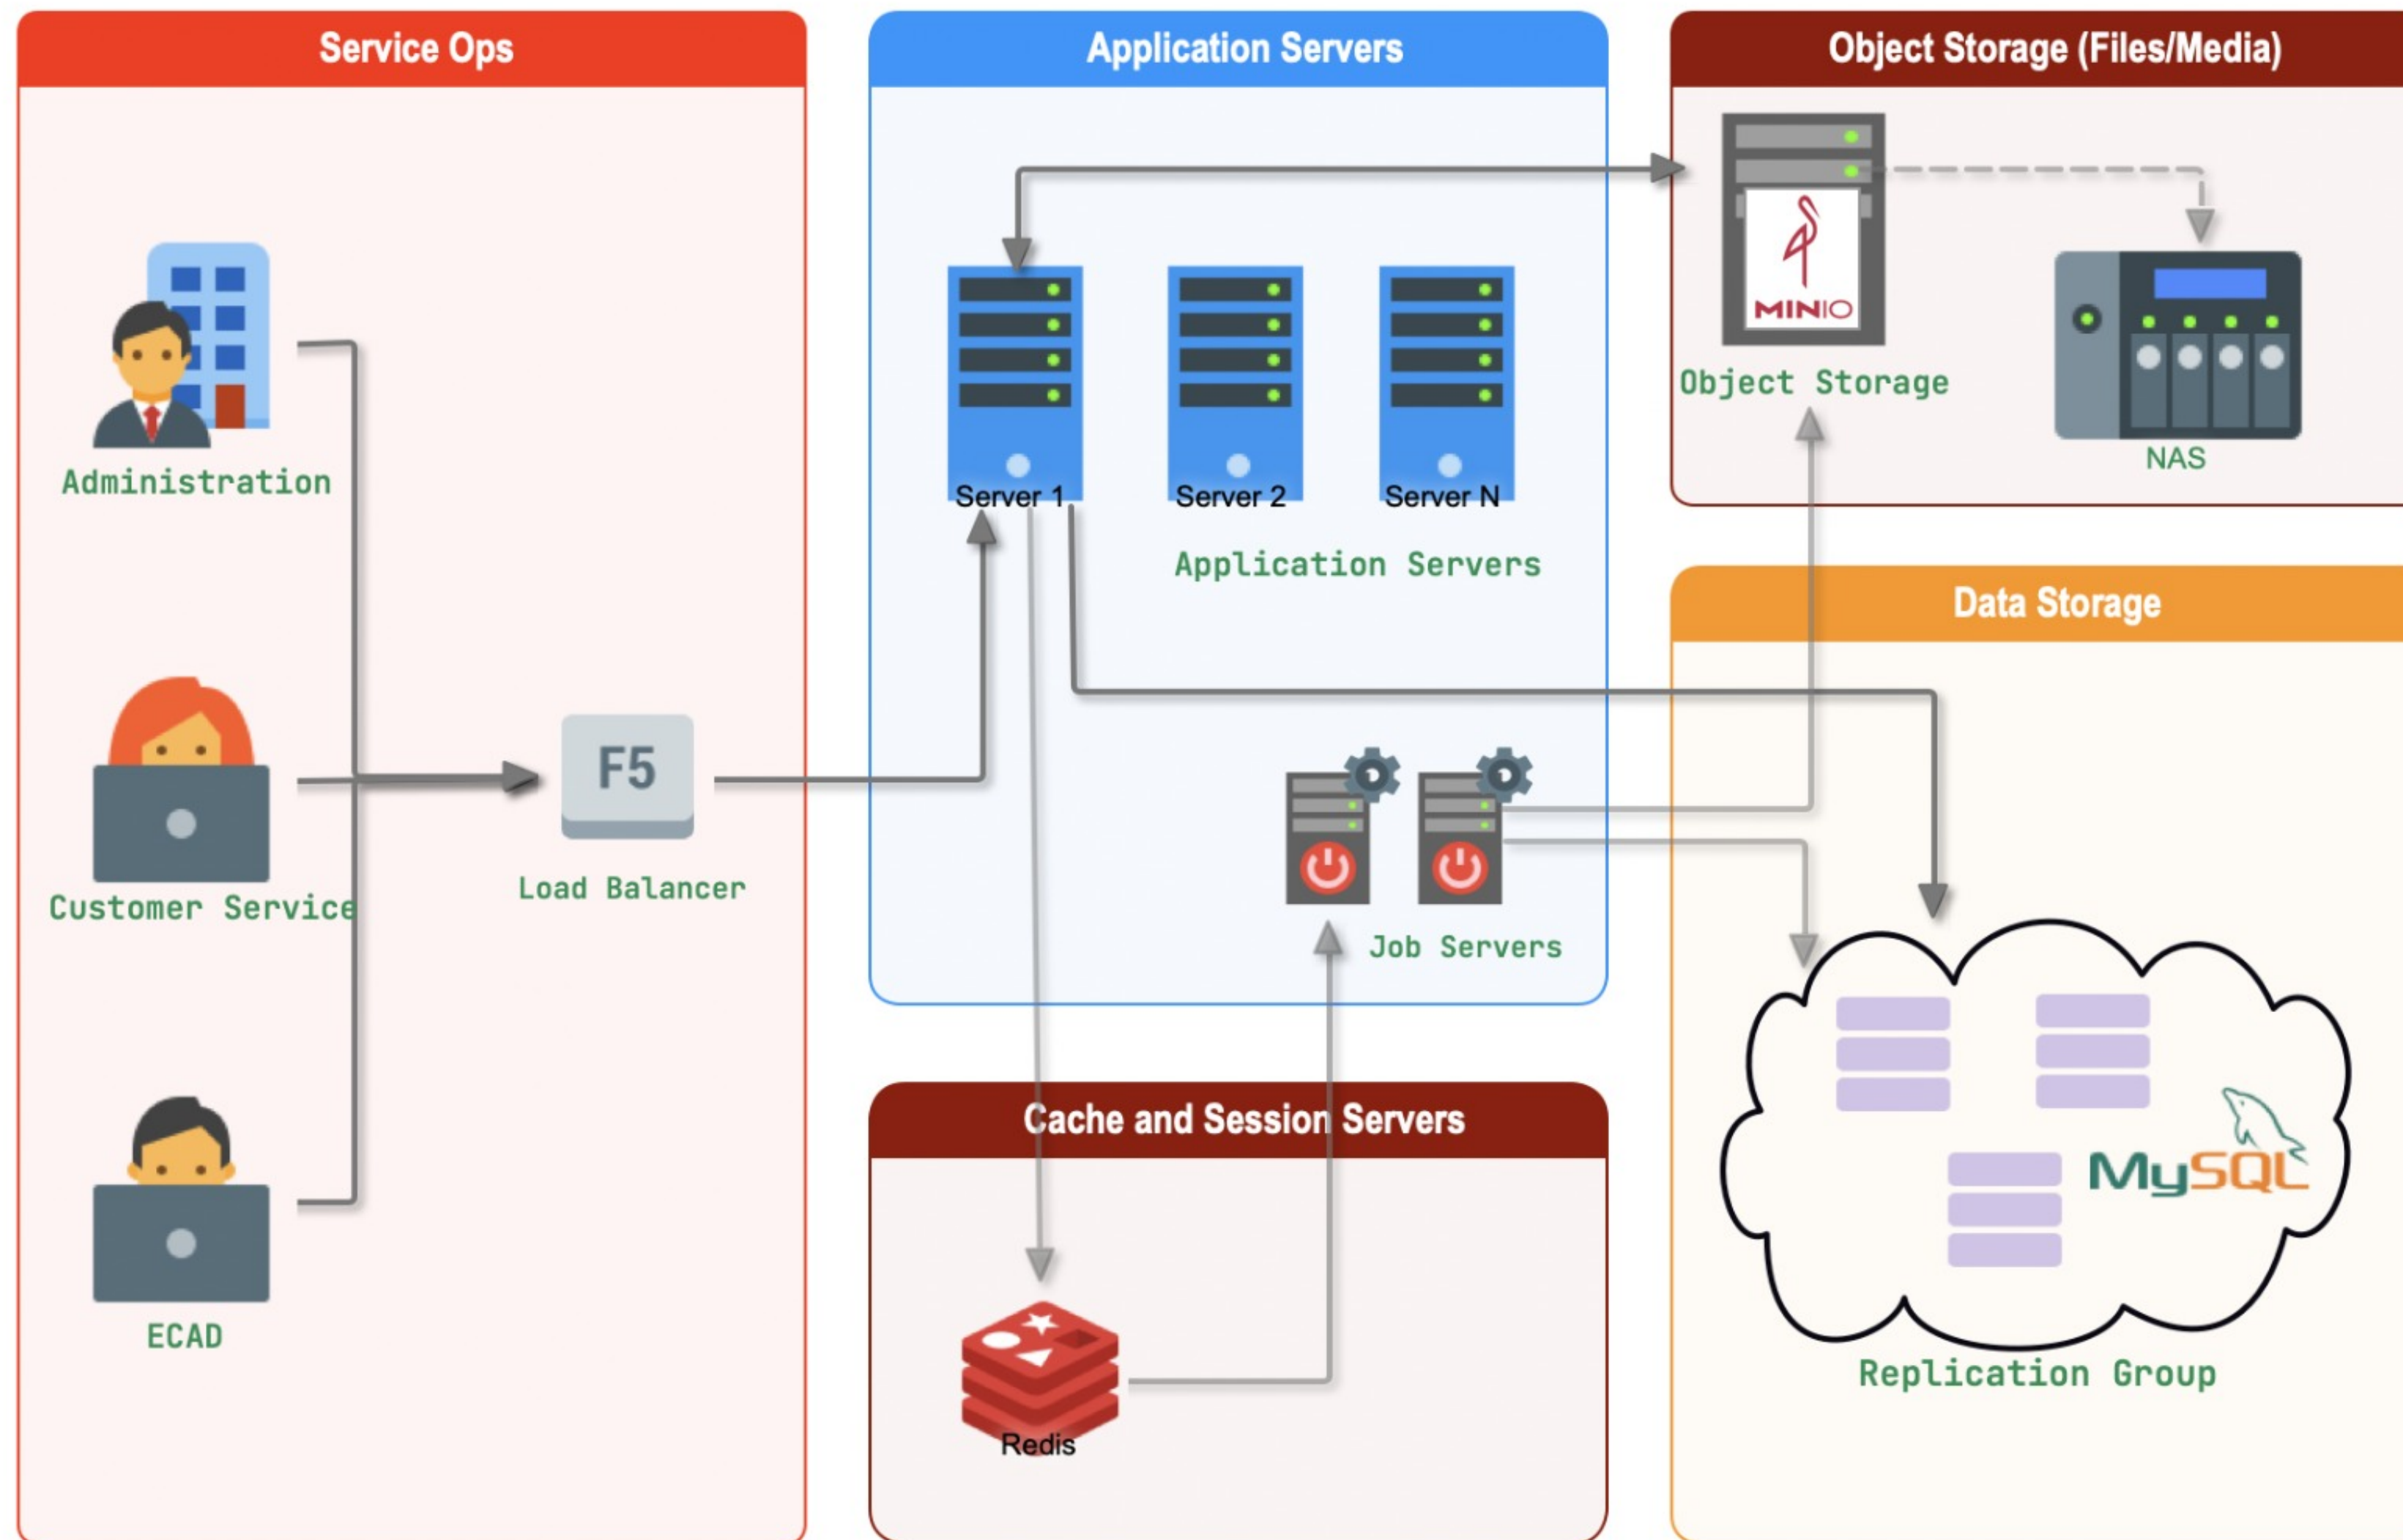 Service Ops
Administration
Customer Service
ECAD
F5
Load Balancer
Application Servers
Server 1
Server 2
Server N
Application Servers
Job Servers
Cache and Session Servers
Redis
Object Storage (Files/Media)
MINIO
Object Storage
NAS
Data Storage
MySQL
Replication Group